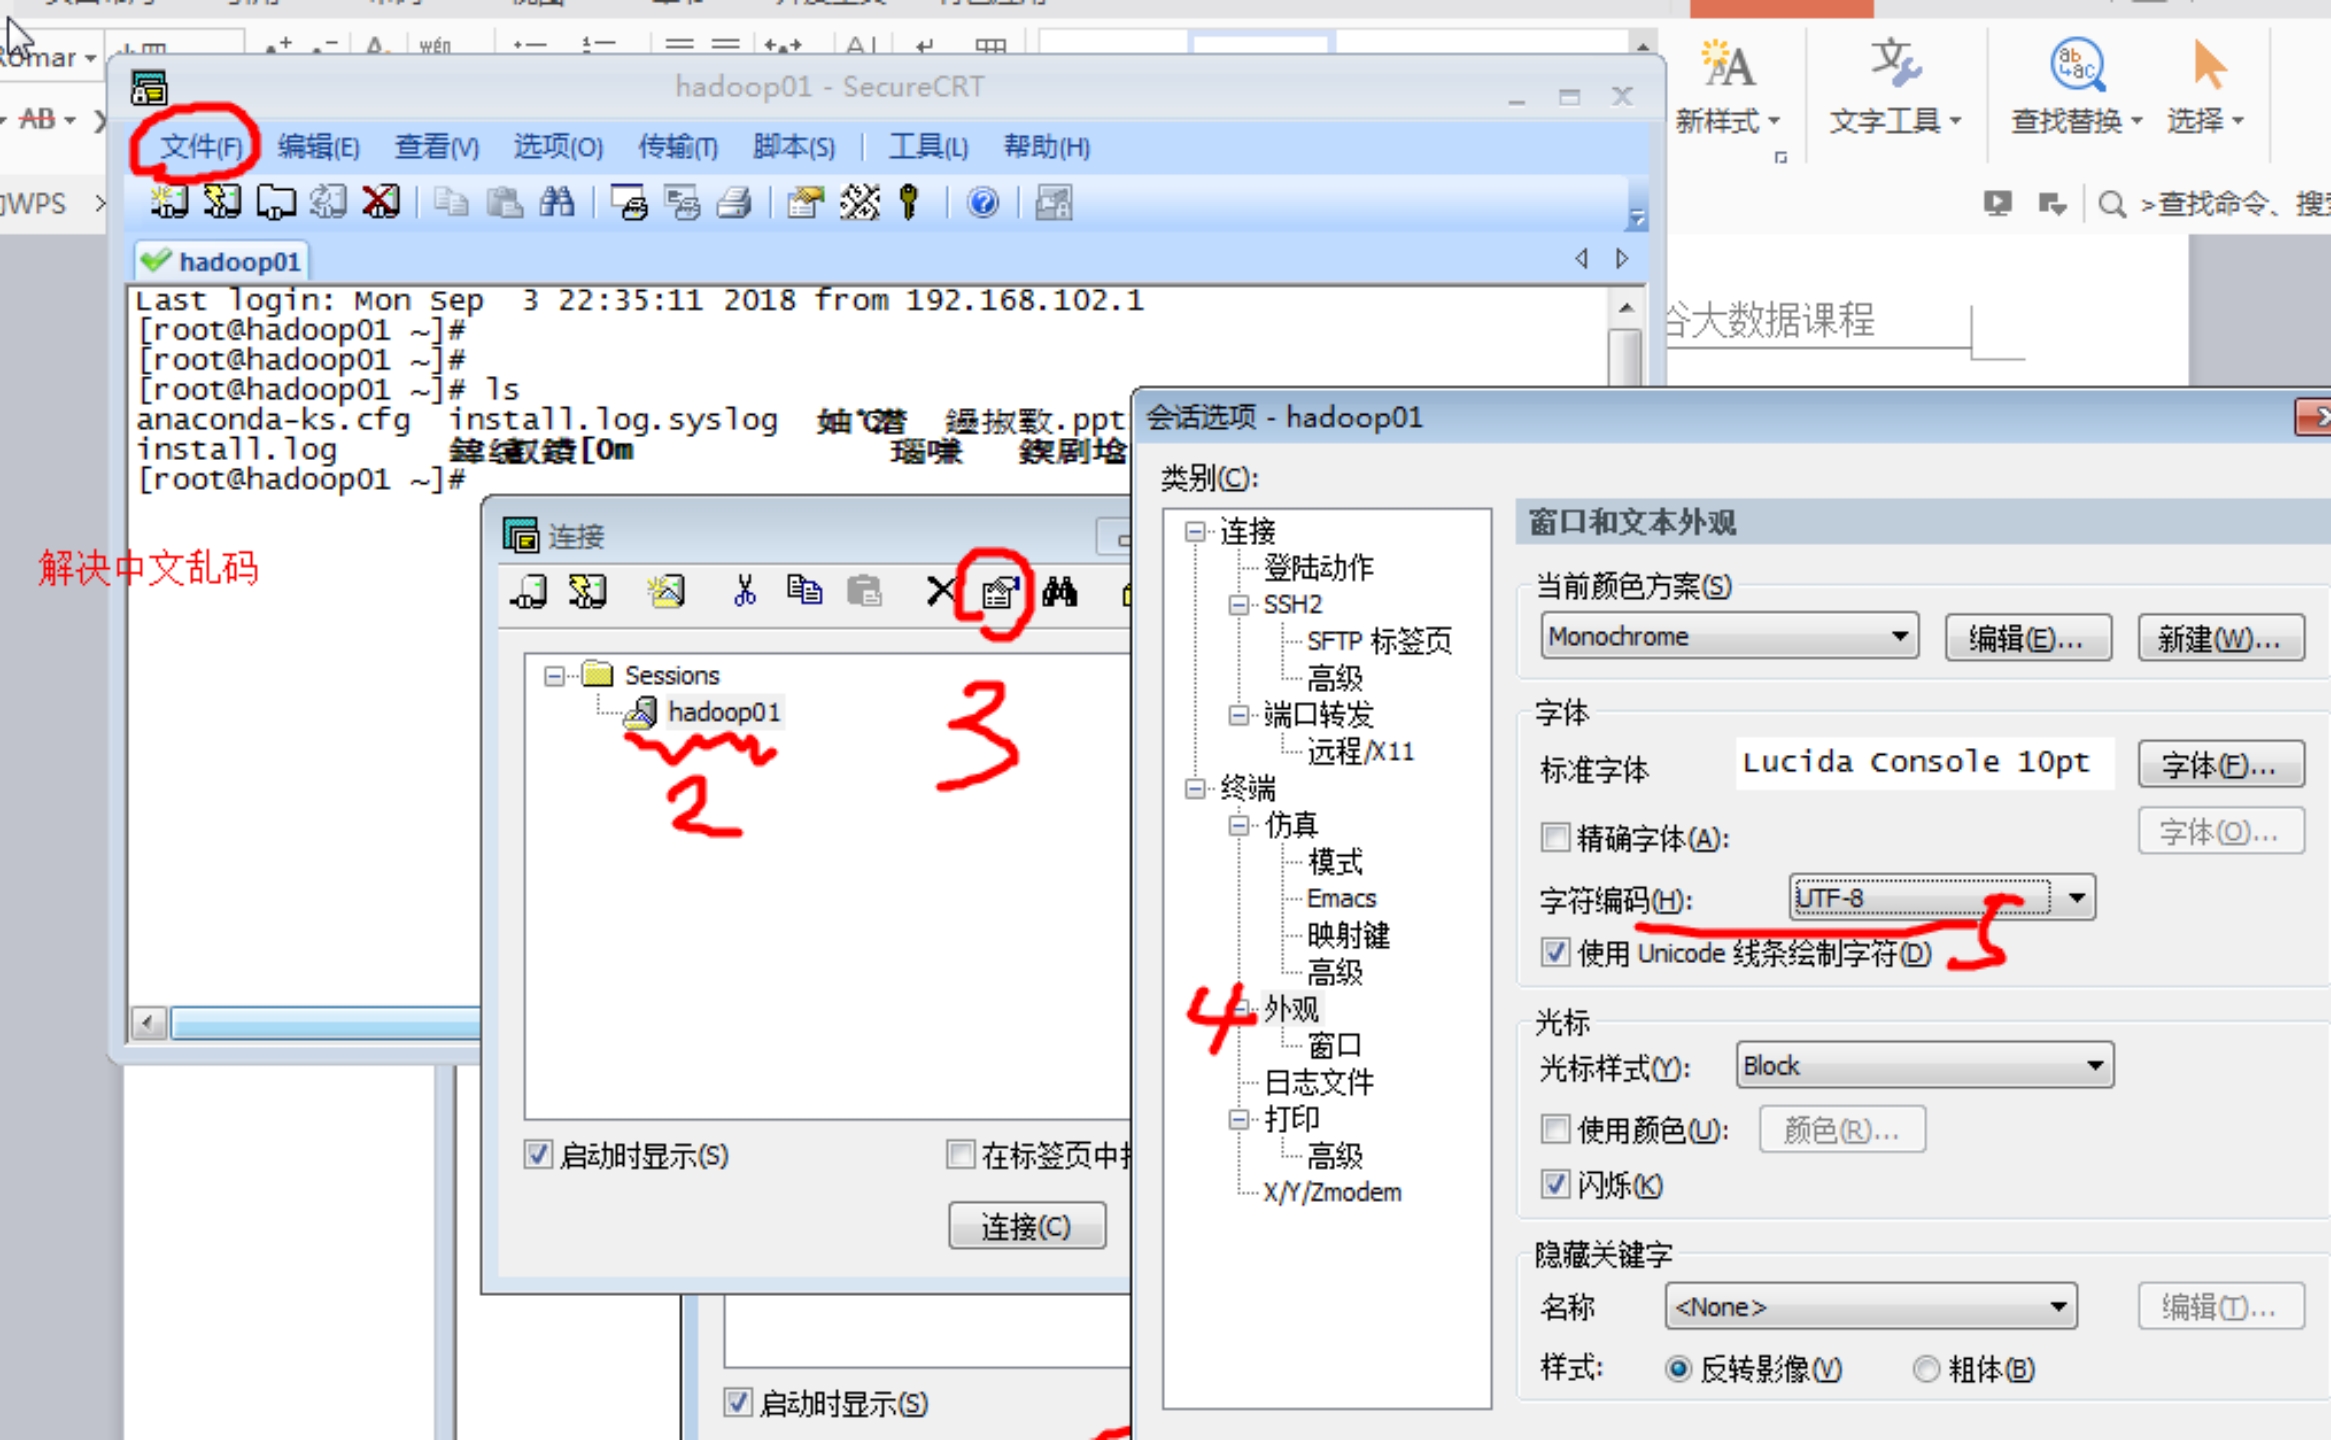 hadoop01 - SecureCRT
文件(F) 编辑(E) 查看(V) 选项(O) 传输(T) 脚本(S) 工具(L) 帮助(H)
新样式 文字工具 查找替换 选择
WPS
>查找命令、搜
hadoop01
Last login: Mon Sep  3 22:35:11 2018 from 192.168.102.1
[root@hadoop01 ~]#
[root@hadoop01 ~]#
[root@hadoop01 ~]# ls
anaconda-ks.cfg  install.log.syslog .ppt
install.log [0m
[root@hadoop01 ~]#
谷大数据课程
解决中文乱码
连接
Sessions
hadoop01
2
3
启动时显示(S)
在标签页中
连接(C)
启动时显示(S)
会话选项 - hadoop01
类别(C):
连接
登陆动作
SSH2
SFTP 标签页
高级
端口转发
远程/X11
终端
仿真
模式
Emacs
映射键
高级
4 外观
窗口
日志文件
打印
高级
X/Y/Zmodem
窗口和文本外观
当前颜色方案(S)
Monochrome 编辑(E)... 新建(W)...
字体
标准字体 Lucida Console 10pt 字体(F)...
精确字体(A): 字体(O)...
字符编码(H): UTF-8
使用 Unicode 线条绘制字符(D) 5
光标
光标样式(Y): Block
使用颜色(U): 颜色(R)...
闪烁(K)
隐藏关键字
名称 <None> 编辑(T)...
样式: 反转影像(V) 粗体(B)